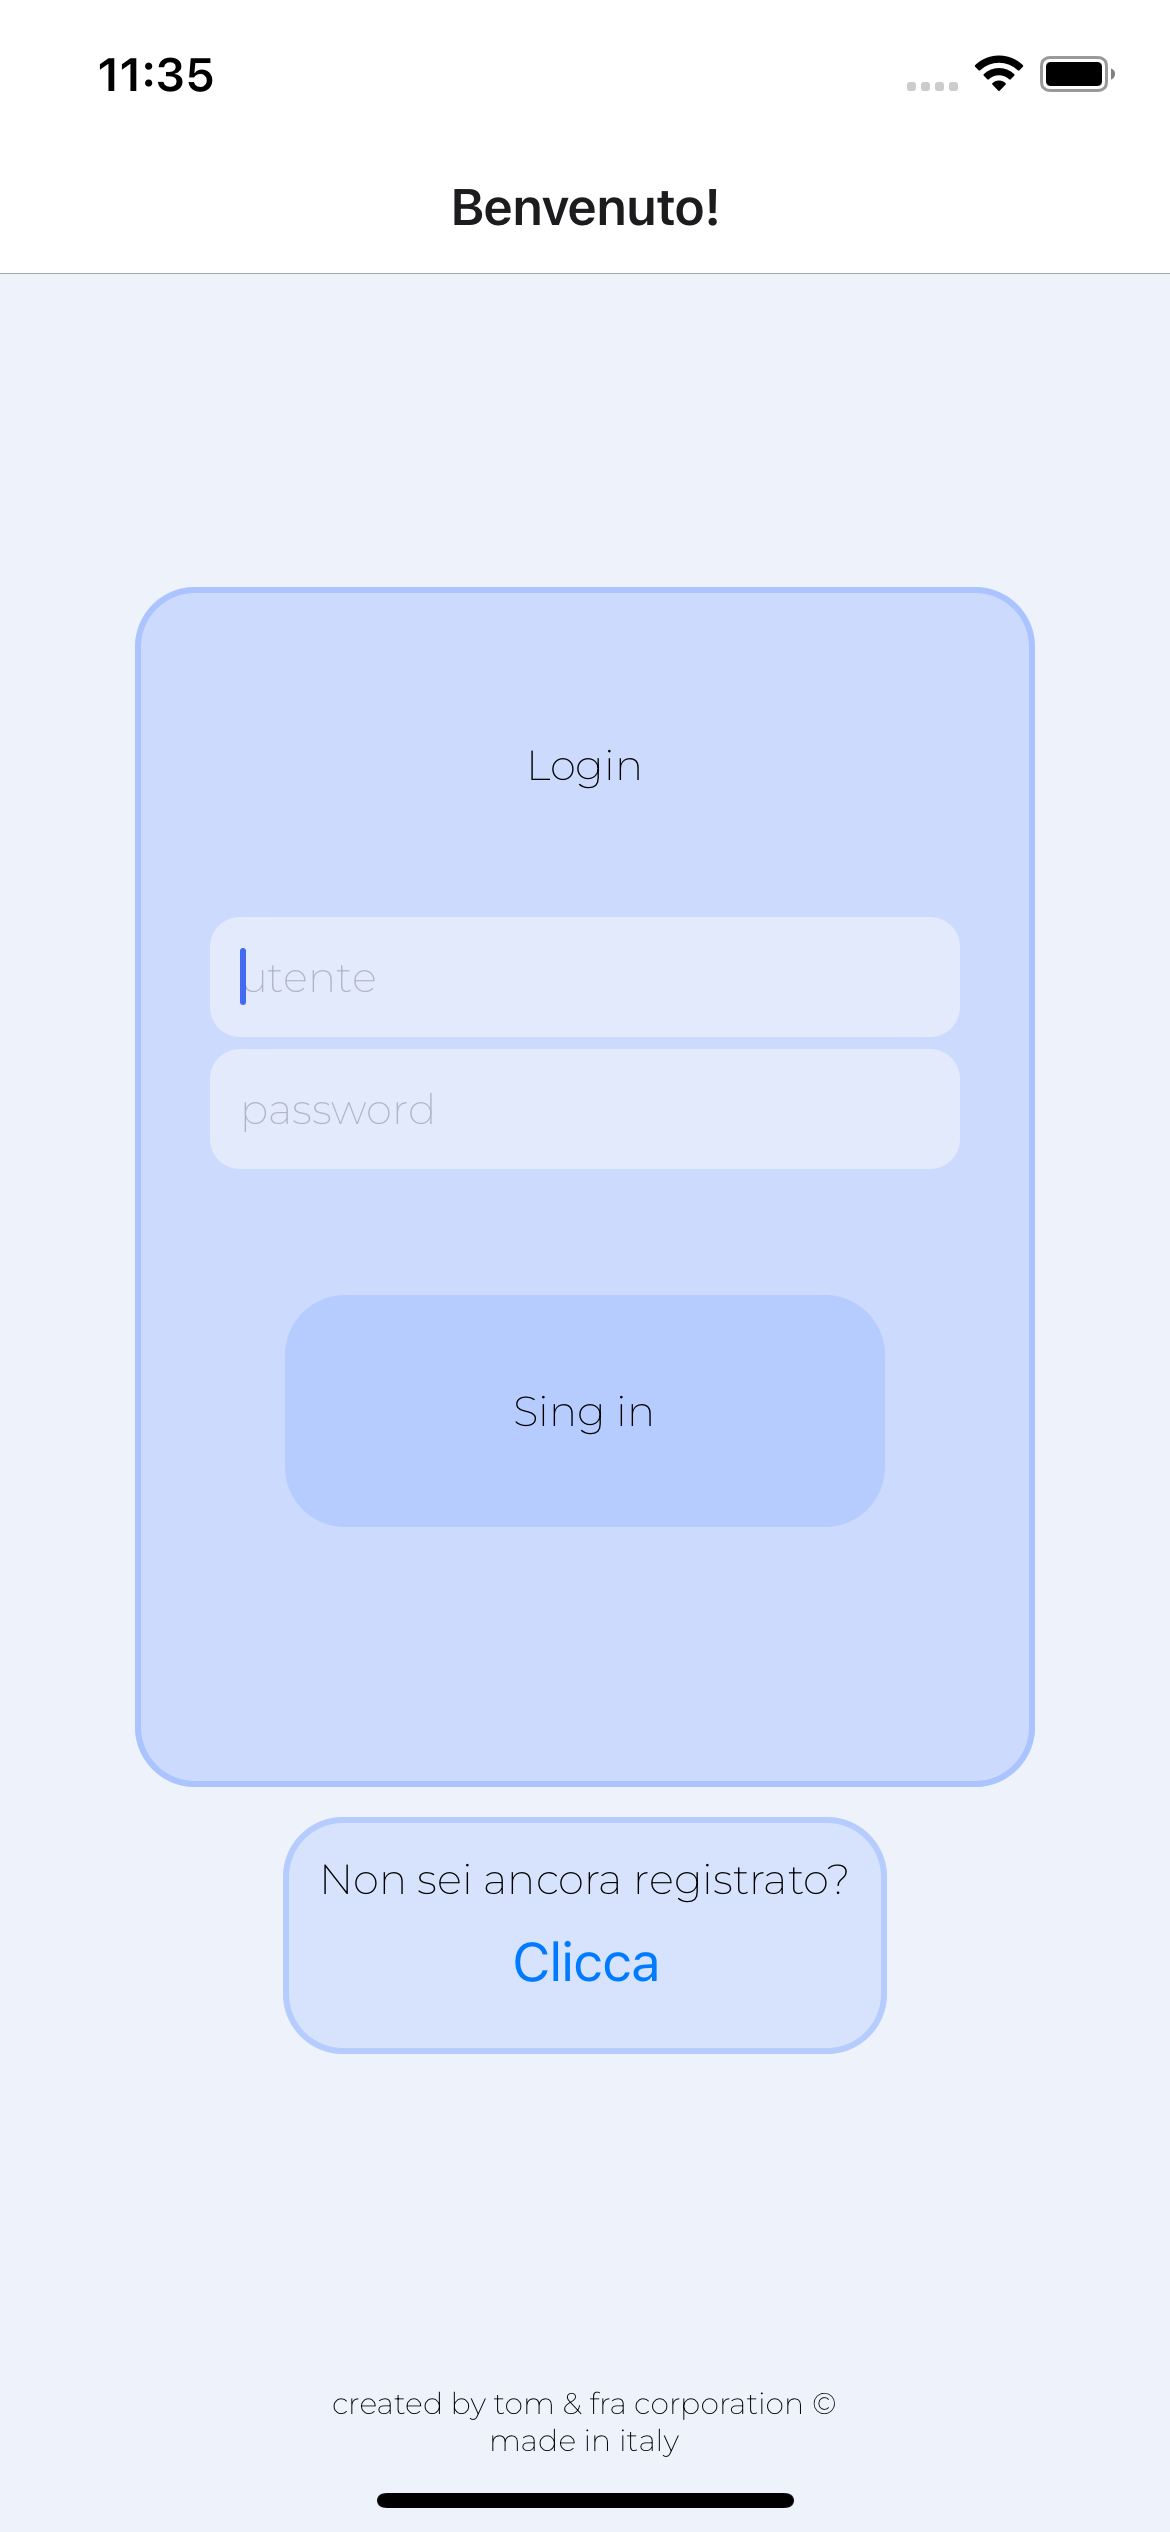 11:35
Benvenuto!
Login
utente
password
Sing in
Non sei ancora registrato?
Clicca
created by tom & fra corporation ©
made in italy